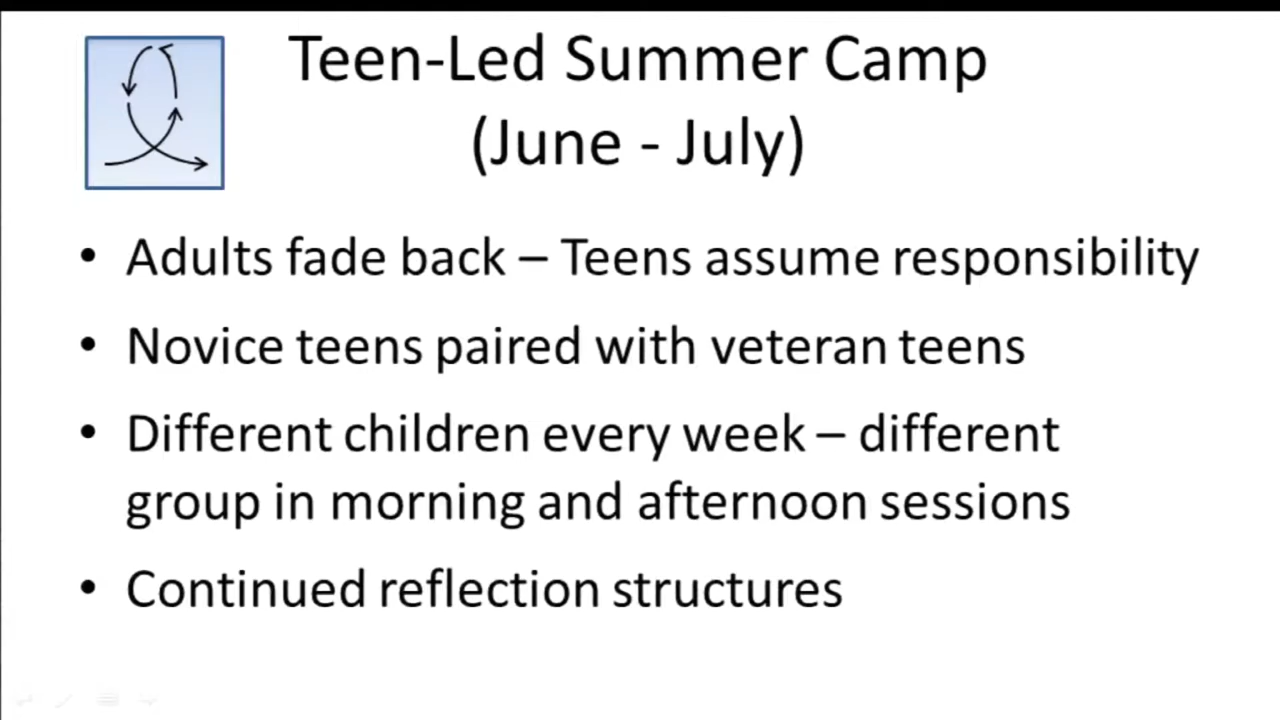 Teen-Led Summer Camp
(June - July)
• Adults fade back – Teens assume responsibility
• Novice teens paired with veteran teens
• Different children every week – different
group in morning and afternoon sessions
• Continued reflection structures